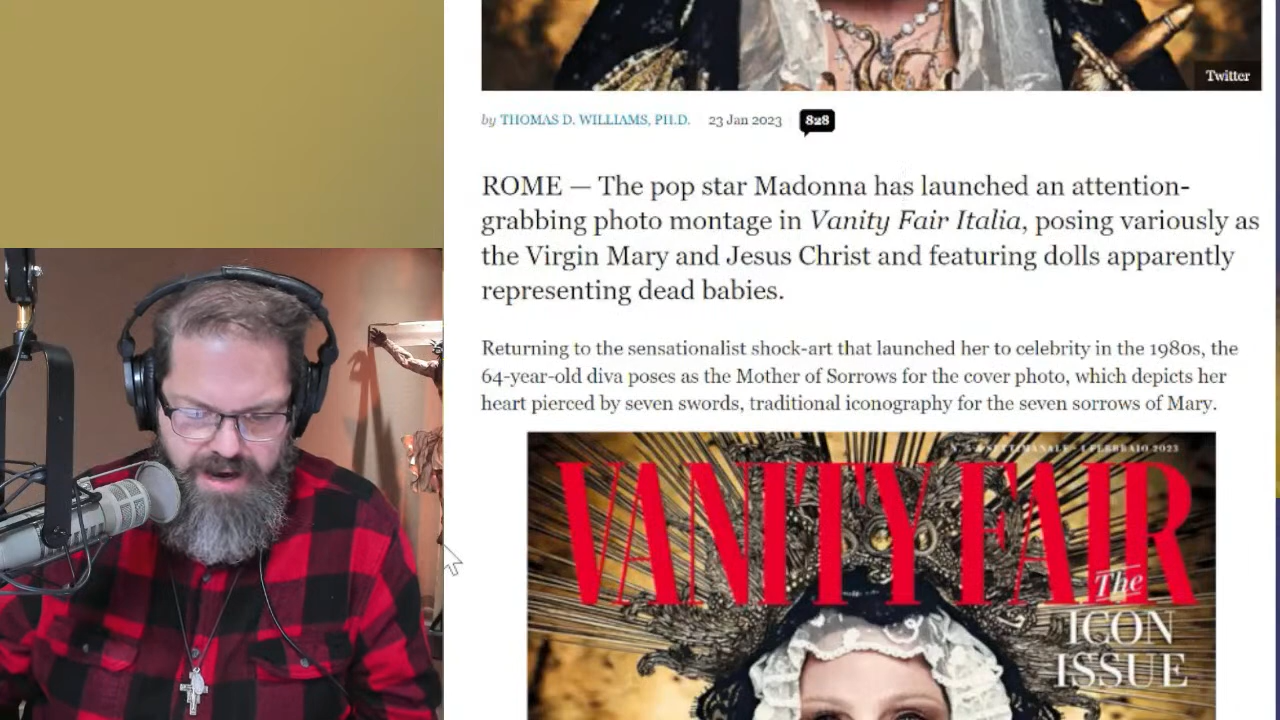 Twitter
by THOMAS D. WILLIAMS, PH.D. 23 Jan 2023 828
ROME — The pop star Madonna has launched an attention-
grabbing photo montage in Vanity Fair Italia, posing variously as
the Virgin Mary and Jesus Christ and featuring dolls apparently
representing dead babies.
Returning to the sensationalist shock-art that launched her to celebrity in the 1980s, the
64-year-old diva poses as the Mother of Sorrows for the cover photo, which depicts her
heart pierced by seven swords, traditional iconography for the seven sorrows of Mary.
FEBBRAIO 2023
VANITY FAIR
The
ICON
ISSUE